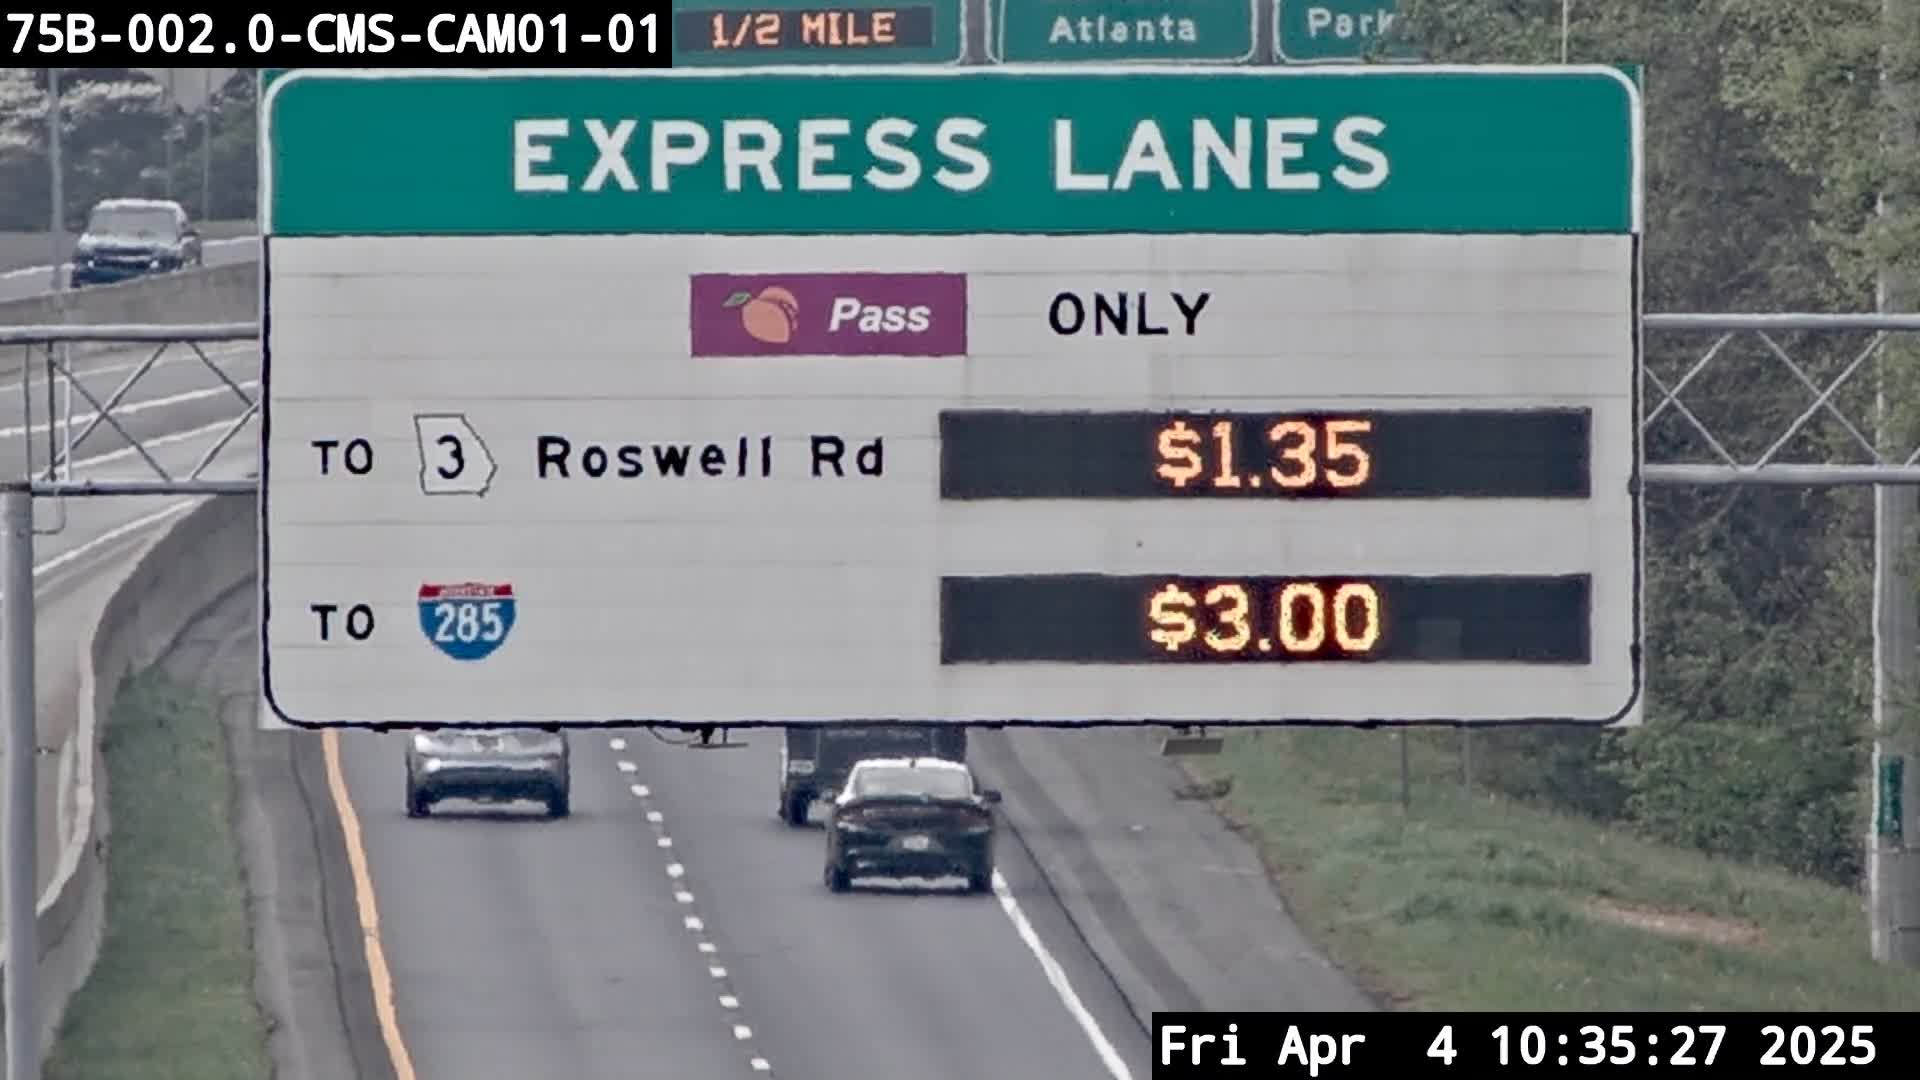 75B-002.0-CMS-CAM01-01
1/2 MILE
Atlanta
Park
EXPRESS LANES
Pass ONLY
TO 3 Roswell Rd $1.35
TO 285 $3.00
Fri Apr 4 10:35:27 2025